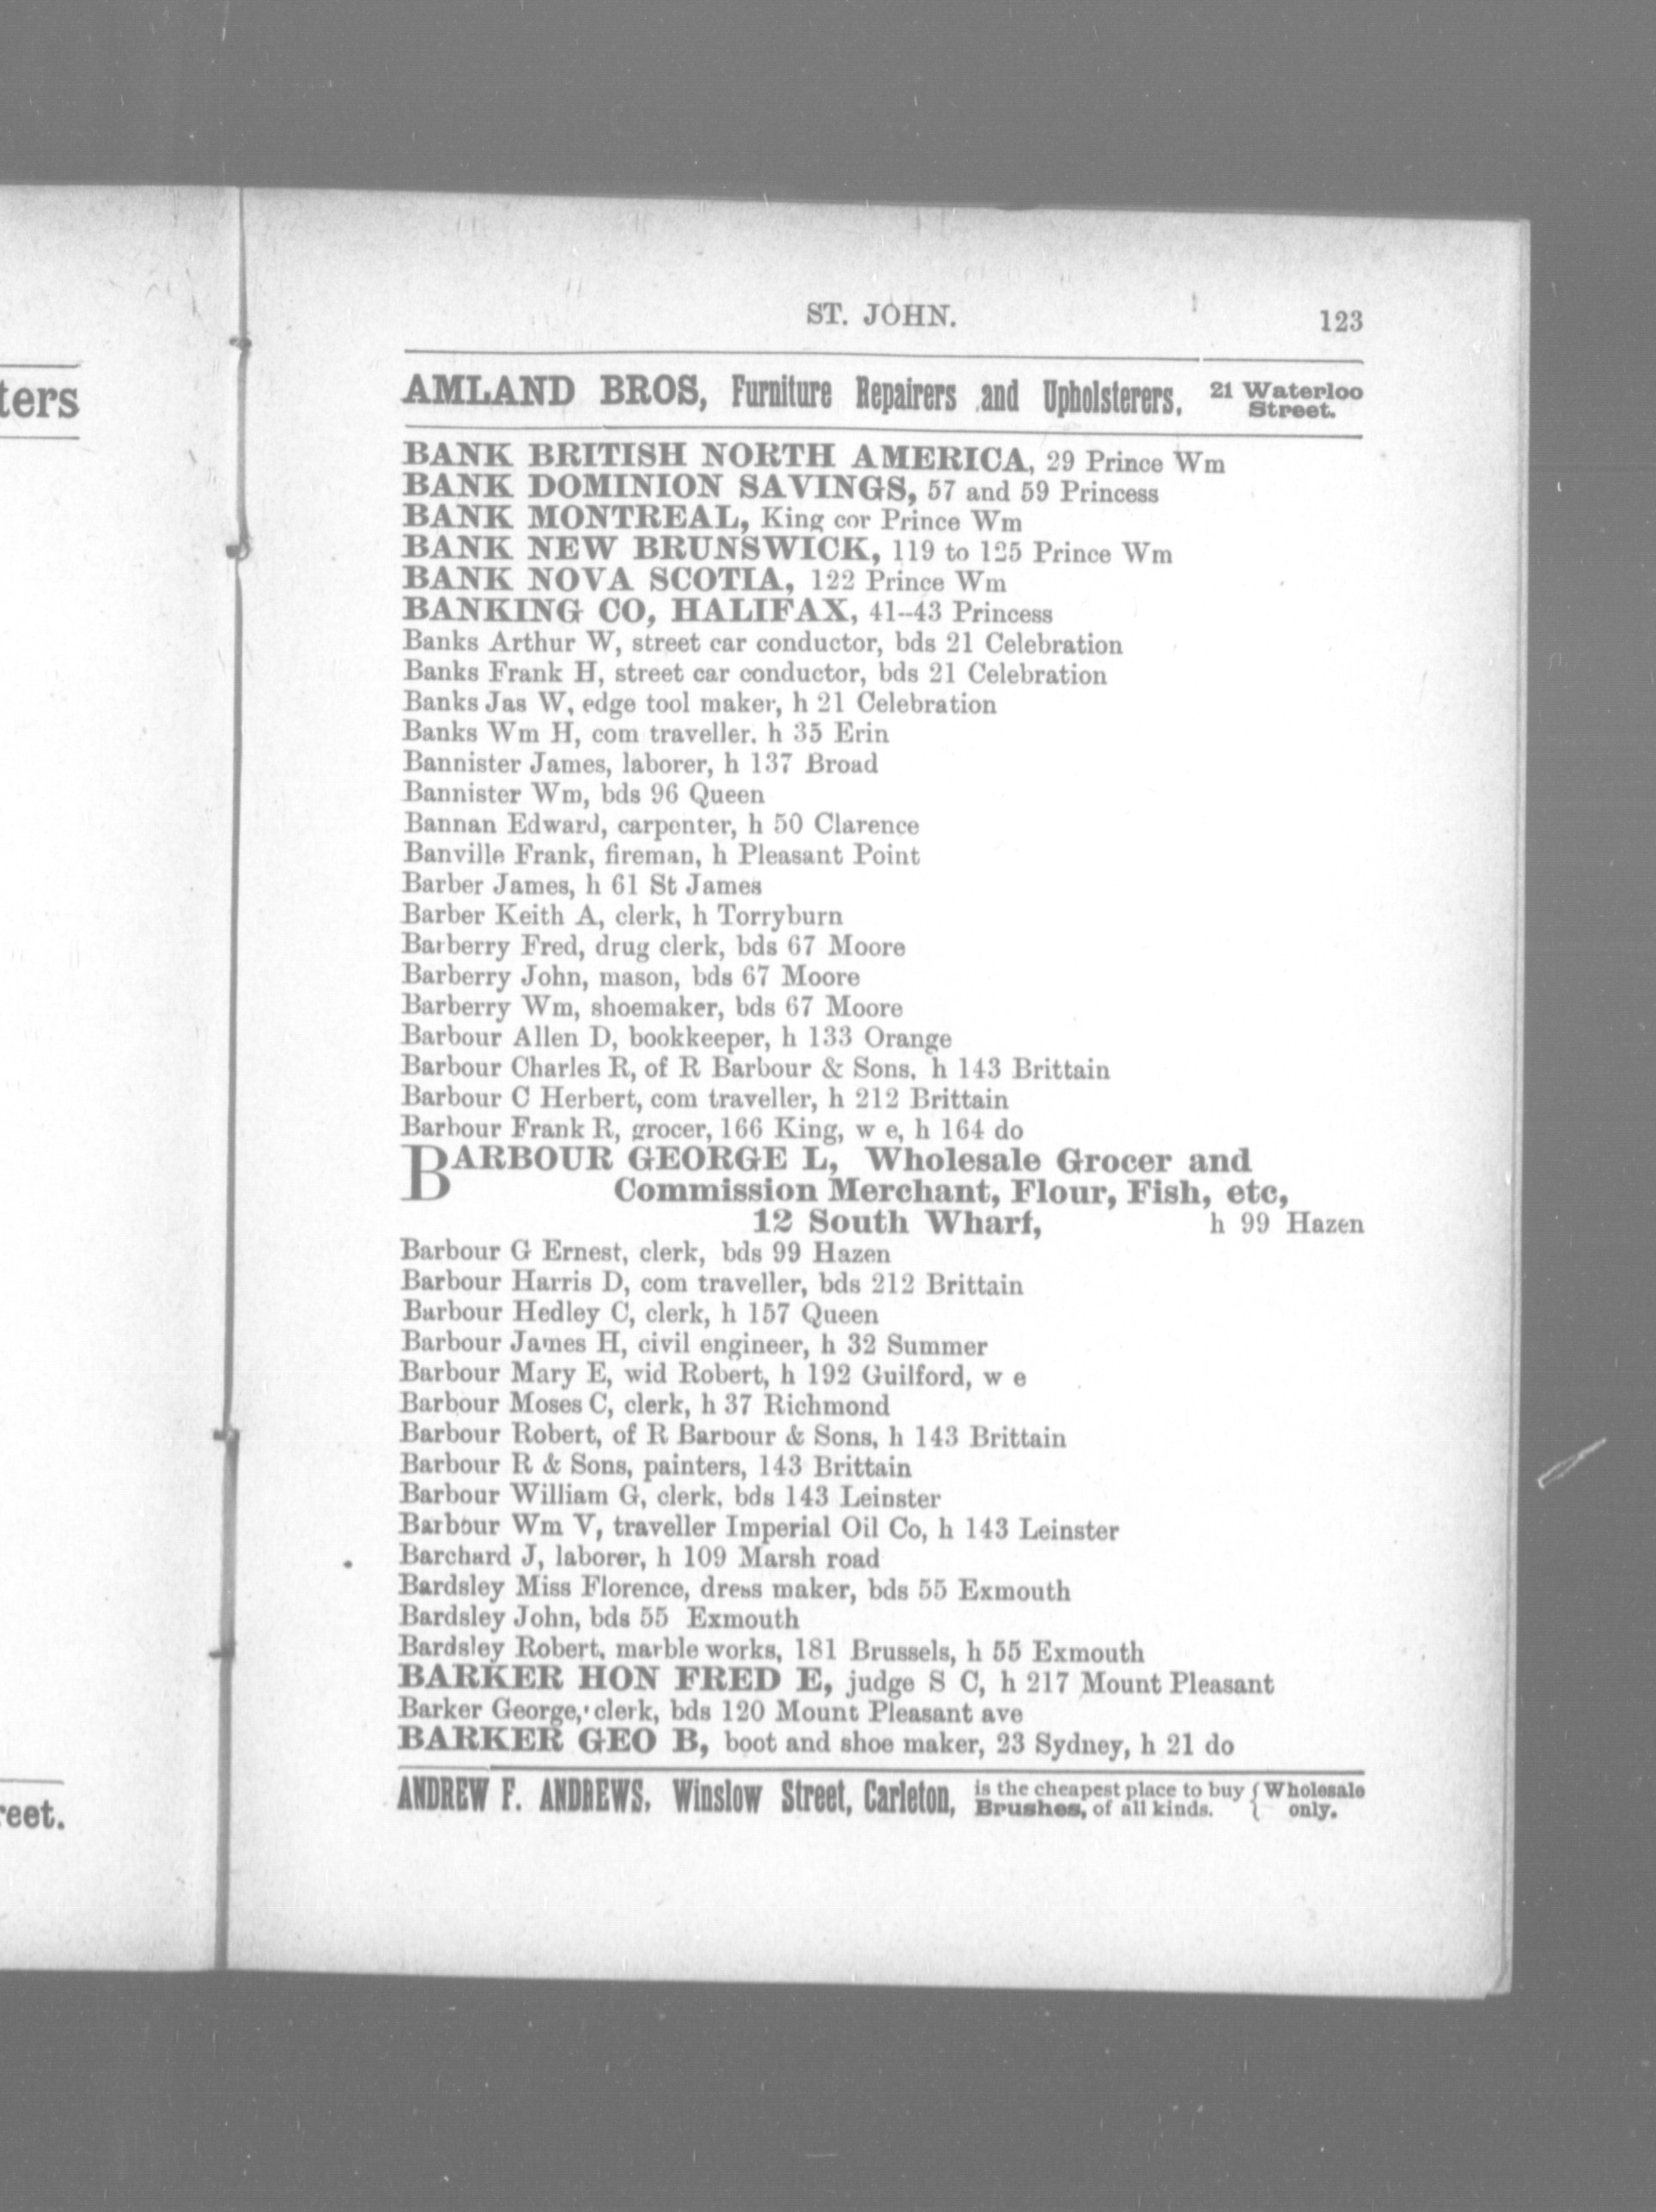 ters
reet.
ST. JOHN. 123
AMLAND BROS, Furniture Repairers and Upholsterers. 21 Waterloo Street.
BANK BRITISH NORTH AMERICA, 29 Prince Wm
BANK DOMINION SAVINGS, 57 and 59 Princess
BANK MONTREAL, King cor Prince Wm
BANK NEW BRUNSWICK, 119 to 125 Prince Wm
BANK NOVA SCOTIA, 122 Prince Wm
BANKING CO, HALIFAX, 41--43 Princess
Banks Arthur W, street car conductor, bds 21 Celebration
Banks Frank H, street car conductor, bds 21 Celebration
Banks Jas W, edge tool maker, h 21 Celebration
Banks Wm H, com traveller. h 35 Erin
Bannister James, laborer, h 137 Broad
Bannister Wm, bds 96 Queen
Bannan Edward, carpenter, h 50 Clarence
Banville Frank, fireman, h Pleasant Point
Barber James, h 61 St James
Barber Keith A, clerk, h Torryburn
Barberry Fred, drug clerk, bds 67 Moore
Barberry John, mason, bds 67 Moore
Barberry Wm, shoemaker, bds 67 Moore
Barbour Allen D, bookkeeper, h 133 Orange
Barbour Charles R, of R Barbour & Sons, h 143 Brittain
Barbour C Herbert, com traveller, h 212 Brittain
Barbour Frank R, grocer, 166 King, w e, h 164 do
BARBOUR GEORGE L, Wholesale Grocer and
Commission Merchant, Flour, Fish, etc,
12 South Wharf, h 99 Hazen
Barbour G Ernest, clerk, bds 99 Hazen
Barbour Harris D, com traveller, bds 212 Brittain
Barbour Hedley C, clerk, h 157 Queen
Barbour James H, civil engineer, h 32 Summer
Barbour Mary E, wid Robert, h 192 Guilford, w e
Barbour Moses C, clerk, h 37 Richmond
Barbour Robert, of R Barbour & Sons, h 143 Brittain
Barbour R & Sons, painters, 143 Brittain
Barbour William G, clerk, bds 143 Leinster
Barbour Wm V, traveller Imperial Oil Co, h 143 Leinster
Barchard J, laborer, h 109 Marsh road
Bardsley Miss Florence, dress maker, bds 55 Exmouth
Bardsley John, bds 55 Exmouth
Bardsley Robert, marble works, 181 Brussels, h 55 Exmouth
BARKER HON FRED E, judge S C, h 217 Mount Pleasant
Barker George, clerk, bds 120 Mount Pleasant ave
BARKER GEO B, boot and shoe maker, 23 Sydney, h 21 do
ANDREW F. ANDREWS, Winslow Street, Carleton, is the cheapest place to buy Brushes, of all kinds. { Wholesale only.